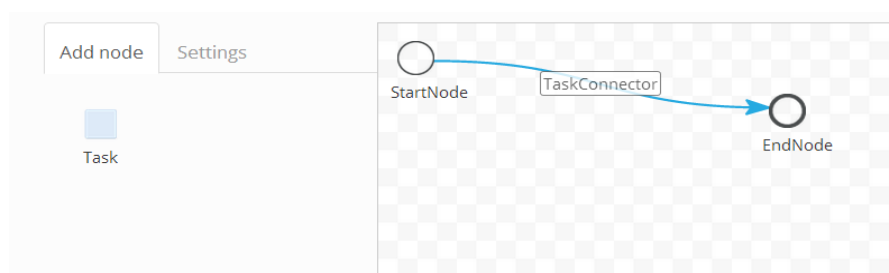 Add node
Settings
Task
StartNode
TaskConnector
EndNode